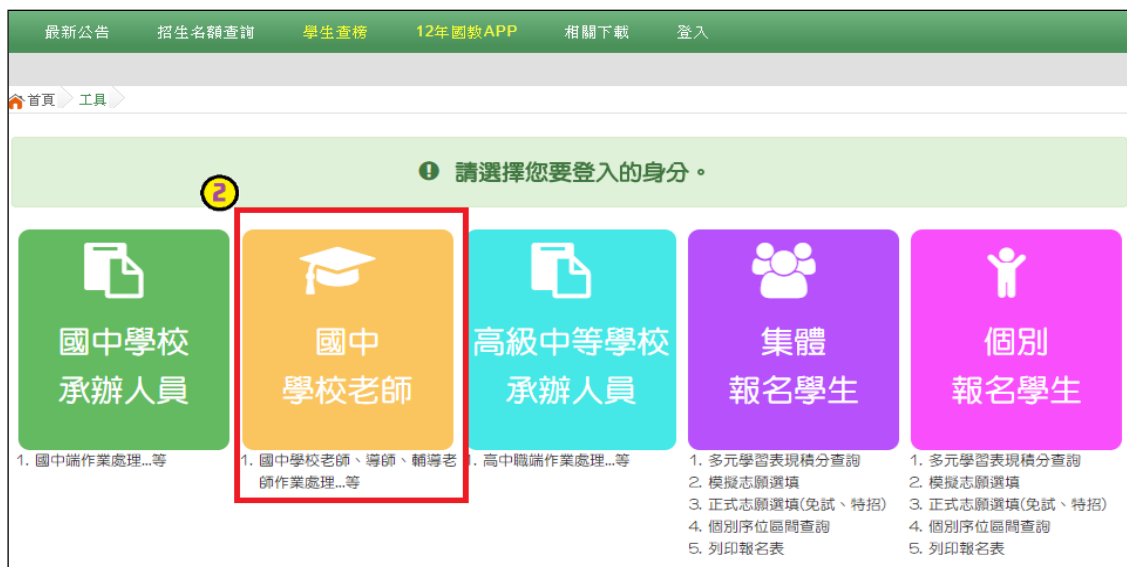 最新公告 招生名額查詢 學生查榜 12年國教APP 相關下載 登入
首頁 工具
請選擇您要登入的身分。
2
國中學校
承辦人員
1. 國中端作業處理...等
國中
學校老師
1. 國中學校老師、導師、輔導老
師作業處理...等
高級中等學校
承辦人員
1. 高中職端作業處理...等
集體
報名學生
1. 多元學習表現積分查詢
2. 模擬志願選填
3. 正式志願選填(免試、特招)
4. 個別序位區間查詢
5. 列印報名表
個別
報名學生
1. 多元學習表現積分查詢
2. 模擬志願選填
3. 正式志願選填(免試、特招)
4. 個別序位區間查詢
5. 列印報名表